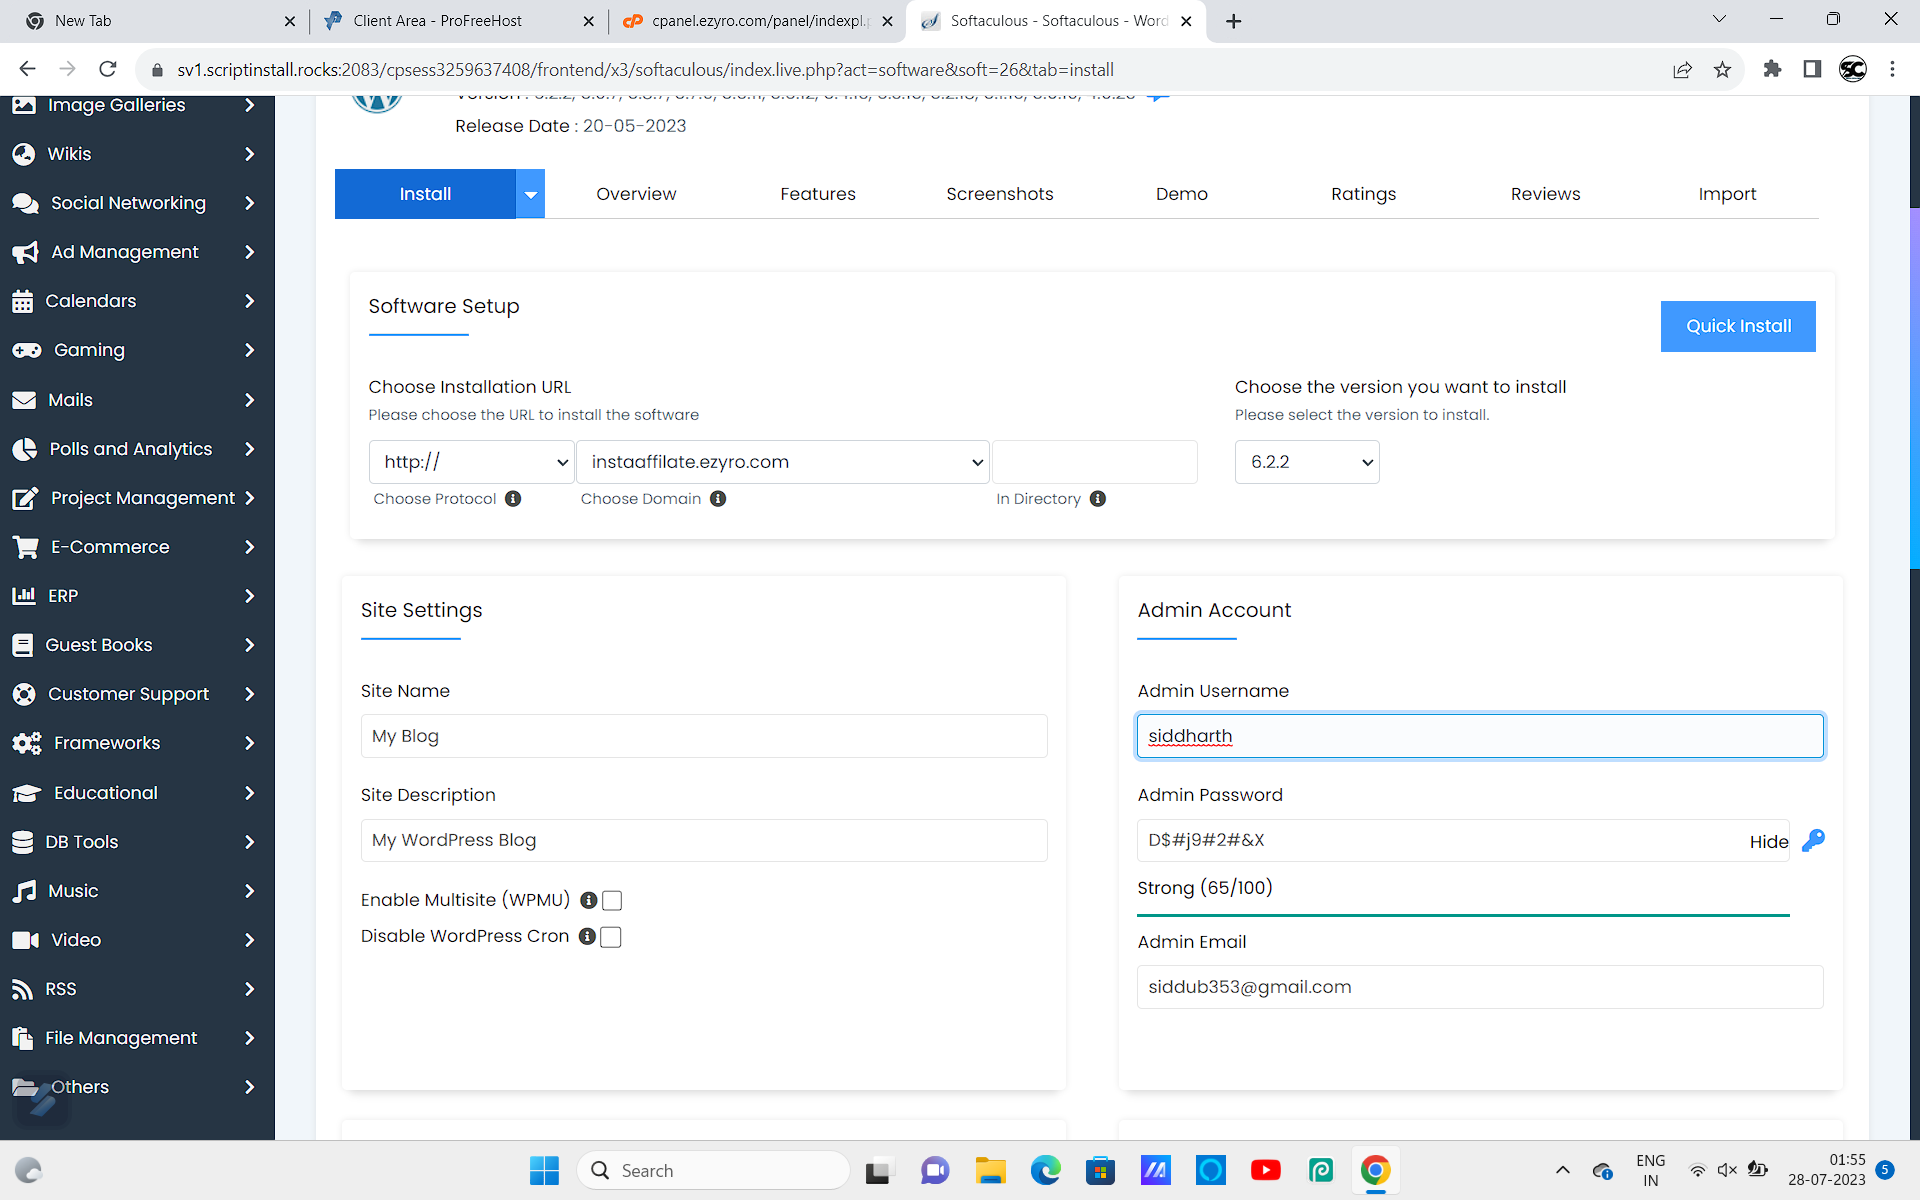 New Tab
Client Area - ProFreeHost
cpanel.ezyro.com/panel/indexpl.p
Softaculous - Softaculous - Word
sv1.scriptinstall.rocks:2083/cpsess3259637408/frontend/x3/softaculous/index.live.php?act=software&soft=26&tab=install
Image Galleries
Wikis
Social Networking
Ad Management
Calendars
Gaming
Mails
Polls and Analytics
Project Management
E-Commerce
ERP
Guest Books
Customer Support
Frameworks
Educational
DB Tools
Music
Video
RSS
File Management
Others
Release Date : 20-05-2023
Install
Overview
Features
Screenshots
Demo
Ratings
Reviews
Import
Software Setup
Quick Install
Choose Installation URL
Please choose the URL to install the software
http://
instaaffilate.ezyro.com
Choose Protocol
Choose Domain
In Directory
Choose the version you want to install
Please select the version to install.
6.2.2
Site Settings
Site Name
My Blog
Site Description
My WordPress Blog
Enable Multisite (WPMU)
Disable WordPress Cron
Admin Account
Admin Username
siddharth
Admin Password
D$#j9#2#&X
Hide
Strong (65/100)
Admin Email
siddub353@gmail.com
Search
ENG
IN
01:55
28-07-2023
5